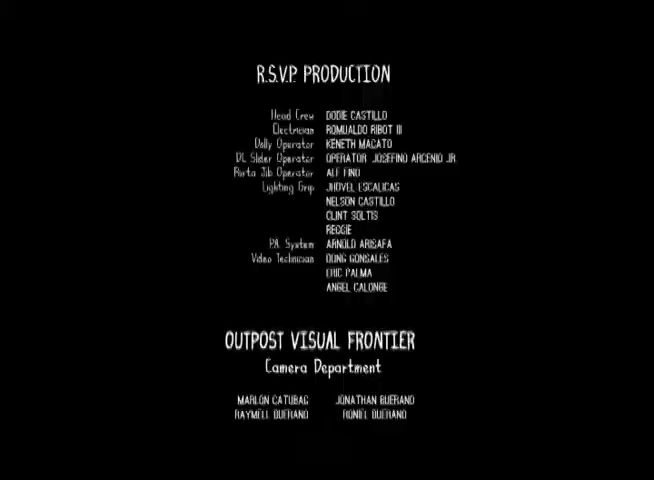 R.S.V.P. PRODUCTION
Head Crew DODIE CASTILLO
Electrician ROMUALDO RIBOT III
Dolly Operator KENETH MACATO
DL Slider Operator OPERATOR JOSEFINO ARGENIO JR.
Porta Jib Operator ALF FINO
Lighting Grip JHOVEL ESCALICAS
NELSON CASTILLO
CLINT SOLTIS
REGGIE
P.A. System ARNOLD ARISAFA
Video Technician DONG GONSALES
ERIC PALMA
ANGEL CALONGE
OUTPOST VISUAL FRONTIER
Camera Department
MARLON CATUBAG JONATHAN BUERANO
RAYMELL BUERANO RONIEL BUERANO